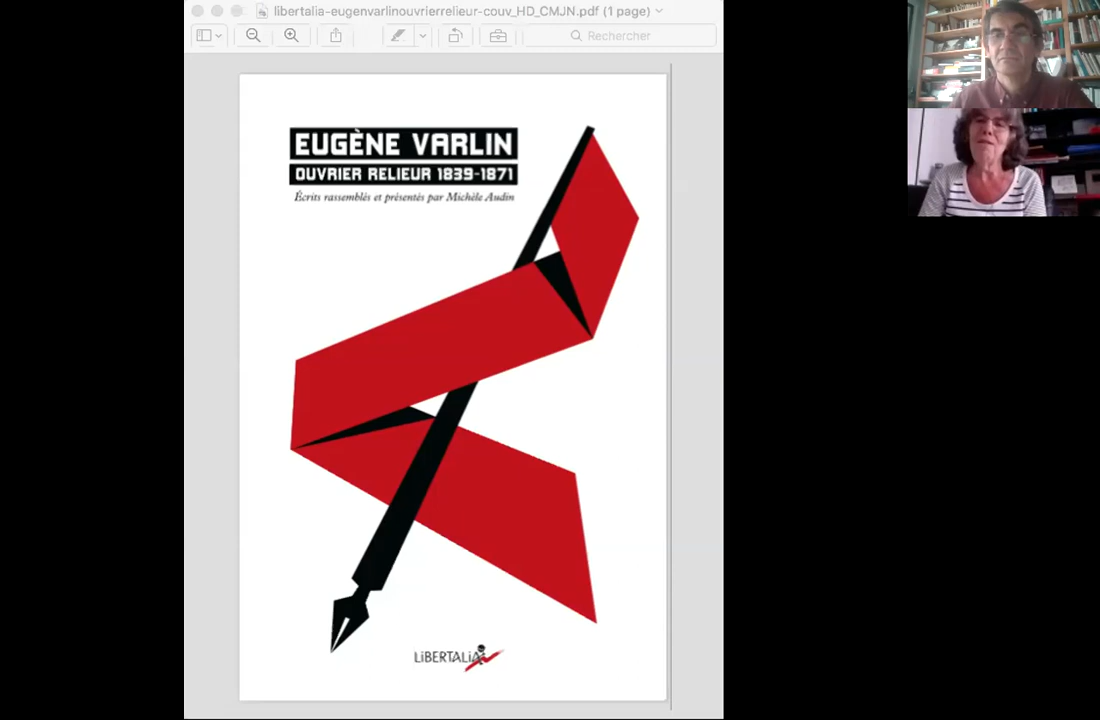 libertalia-eugenvarlinouvrierrelieur-couv_HD_CMJN.pdf (1 page)
Rechercher
EUGÈNE VARLIN
OUVRIER RELIEUR 1839-1871
Écrits rassemblés et présentés par Michèle Audin
LiBERTALiA